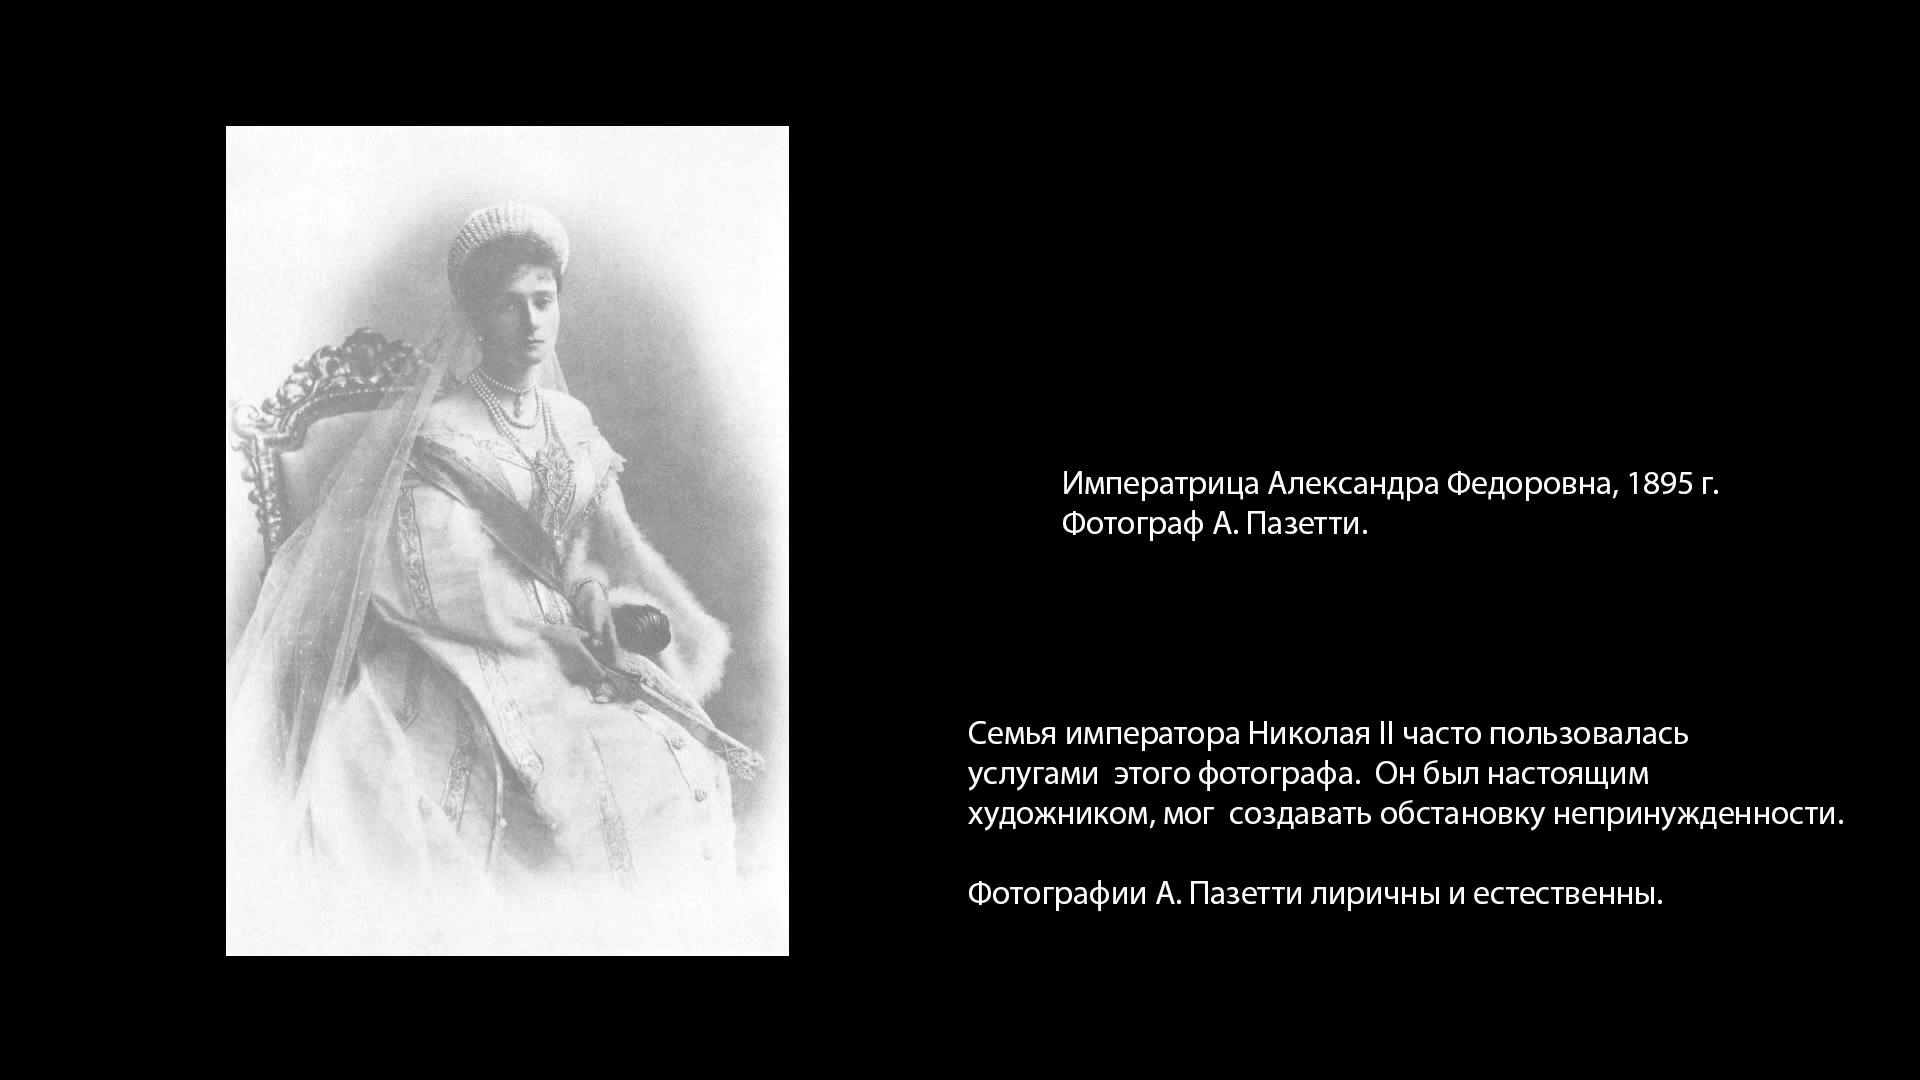 Императрица Александра Федоровна, 1895 г.
Фотограф А. Пазетти.
Семья императора Николая II часто пользовалась
услугами  этого фотографа.  Он был настоящим
художником, мог  создавать обстановку непринужденности.
Фотографии А. Пазетти лиричны и естественны.